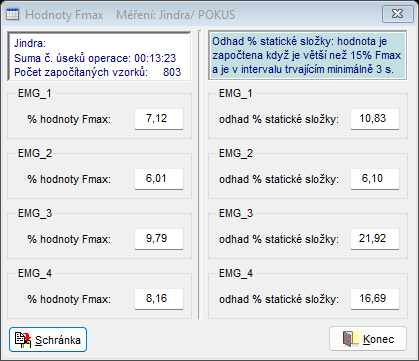 Hodnoty Fmax    Měření: Jindra/ POKUS
Jindra:
Suma č. úseků operace: 00:13:23
Počet započítaných vzorků:    803
Odhad % statické složky: hodnota je
započtena když je větší než 15% Fmax
a je v intervalu trvajícím minimálně 3 s.
EMG_1
% hodnoty Fmax: 7,12
EMG_2
% hodnoty Fmax: 6,01
EMG_3
% hodnoty Fmax: 9,79
EMG_4
% hodnoty Fmax: 8,16
EMG_1
odhad % statické složky: 10,83
EMG_2
odhad % statické složky: 6,10
EMG_3
odhad % statické složky: 21,92
EMG_4
odhad % statické složky: 16,69
Schránka
Konec